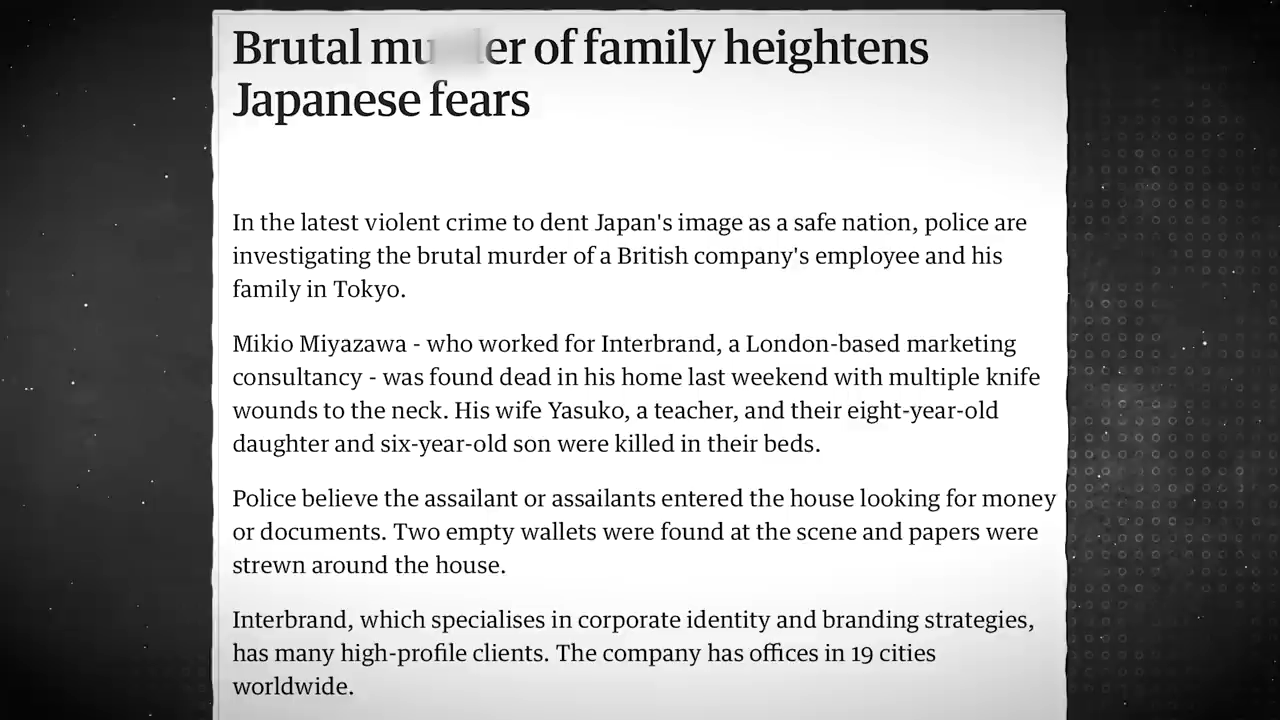 Brutal mu er of family heightens
Japanese fears
In the latest violent crime to dent Japan's image as a safe nation, police are
investigating the brutal murder of a British company's employee and his
family in Tokyo.
Mikio Miyazawa - who worked for Interbrand, a London-based marketing
consultancy - was found dead in his home last weekend with multiple knife
wounds to the neck. His wife Yasuko, a teacher, and their eight-year-old
daughter and six-year-old son were killed in their beds.
Police believe the assailant or assailants entered the house looking for money
or documents. Two empty wallets were found at the scene and papers were
strewn around the house.
Interbrand, which specialises in corporate identity and branding strategies,
has many high-profile clients. The company has offices in 19 cities
worldwide.